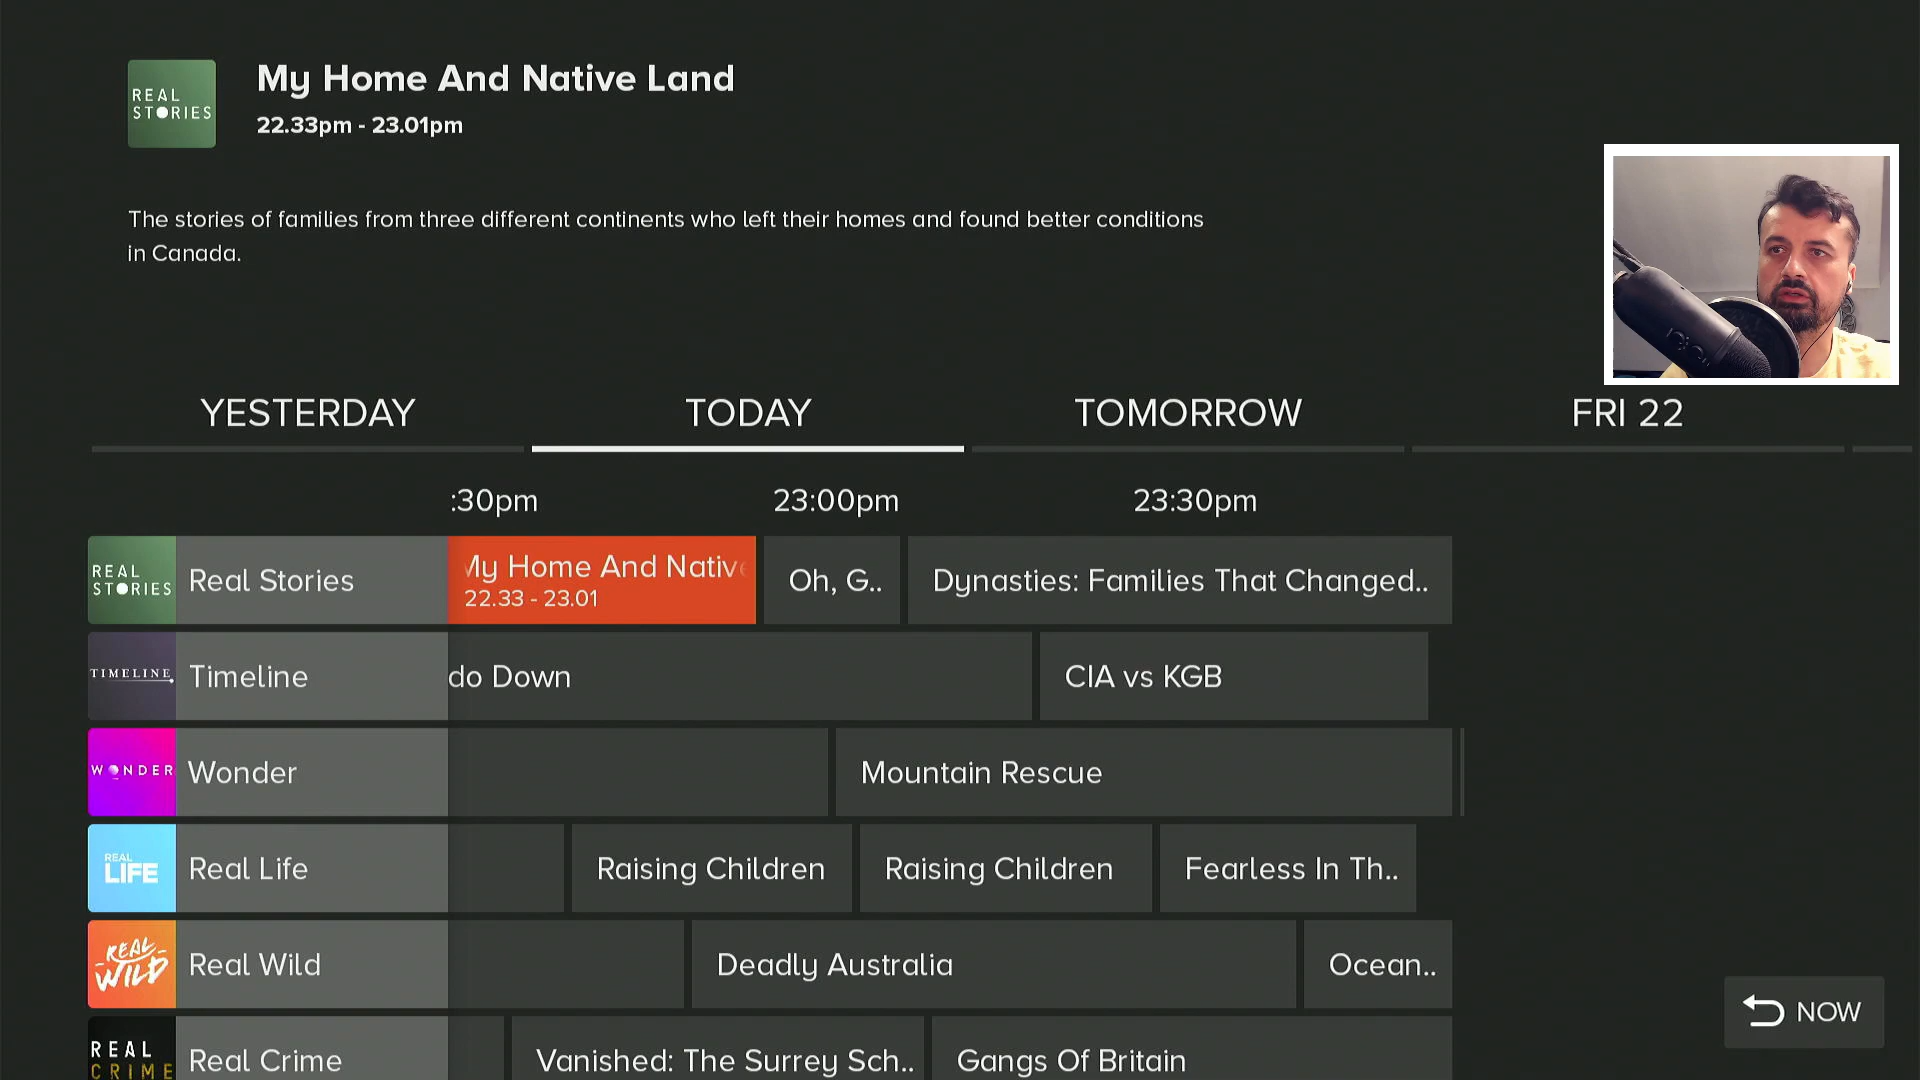 REAL
STORIES
My Home And Native Land
22.33pm - 23.01pm
The stories of families from three different continents who left their homes and found better conditions
in Canada.
YESTERDAY
TODAY
TOMORROW
FRI 22
:30pm
23:00pm
23:30pm
REAL
STORIES
Real Stories
My Home And Native
22.33 - 23.01
Oh, G..
Dynasties: Families That Changed..
TIMELINE
Timeline
do Down
CIA vs KGB
WONDER
Wonder
Mountain Rescue
REAL
LIFE
Real Life
Raising Children
Raising Children
Fearless In Th..
REAL
WILD
Real Wild
Deadly Australia
Ocean..
REAL
CRIME
Real Crime
Vanished: The Surrey Sch..
Gangs Of Britain
NOW